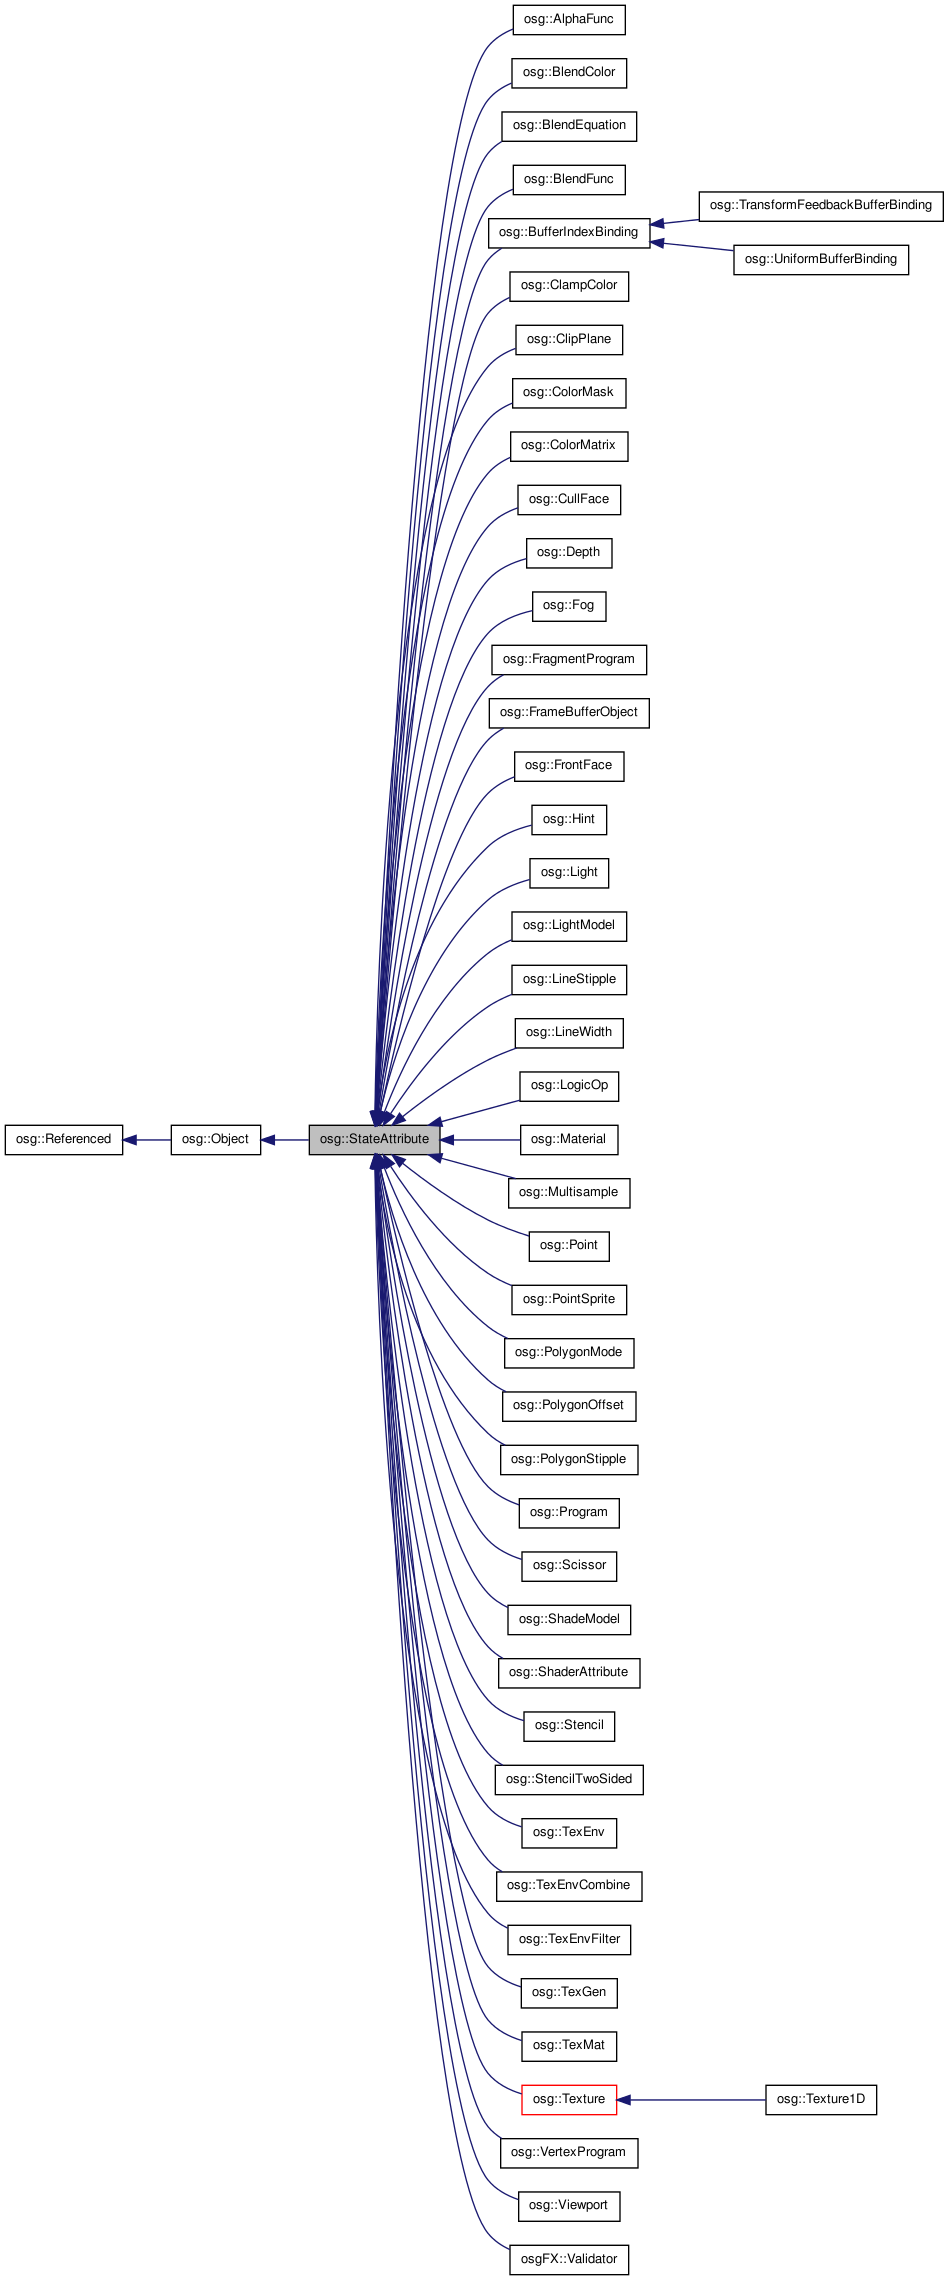 osg::AlphaFunc
osg::BlendColor
osg::BlendEquation
osg::BlendFunc
osg::TransformFeedbackBufferBinding
osg::BufferIndexBinding
osg::UniformBufferBinding
osg::ClampColor
osg::ClipPlane
osg::ColorMask
osg::ColorMatrix
osg::CullFace
osg::Depth
osg::Fog
osg::FragmentProgram
osg::FrameBufferObject
osg::FrontFace
osg::Hint
osg::Light
osg::LightModel
osg::LineStipple
osg::LineWidth
osg::LogicOp
osg::Referenced
osg::Object
osg::StateAttribute
osg::Material
osg::Multisample
osg::Point
osg::PointSprite
osg::PolygonMode
osg::PolygonOffset
osg::PolygonStipple
osg::Program
osg::Scissor
osg::ShadeModel
osg::ShaderAttribute
osg::Stencil
osg::StencilTwoSided
osg::TexEnv
osg::TexEnvCombine
osg::TexEnvFilter
osg::TexGen
osg::TexMat
osg::Texture
osg::Texture1D
osg::VertexProgram
osg::Viewport
osgFX::Validator